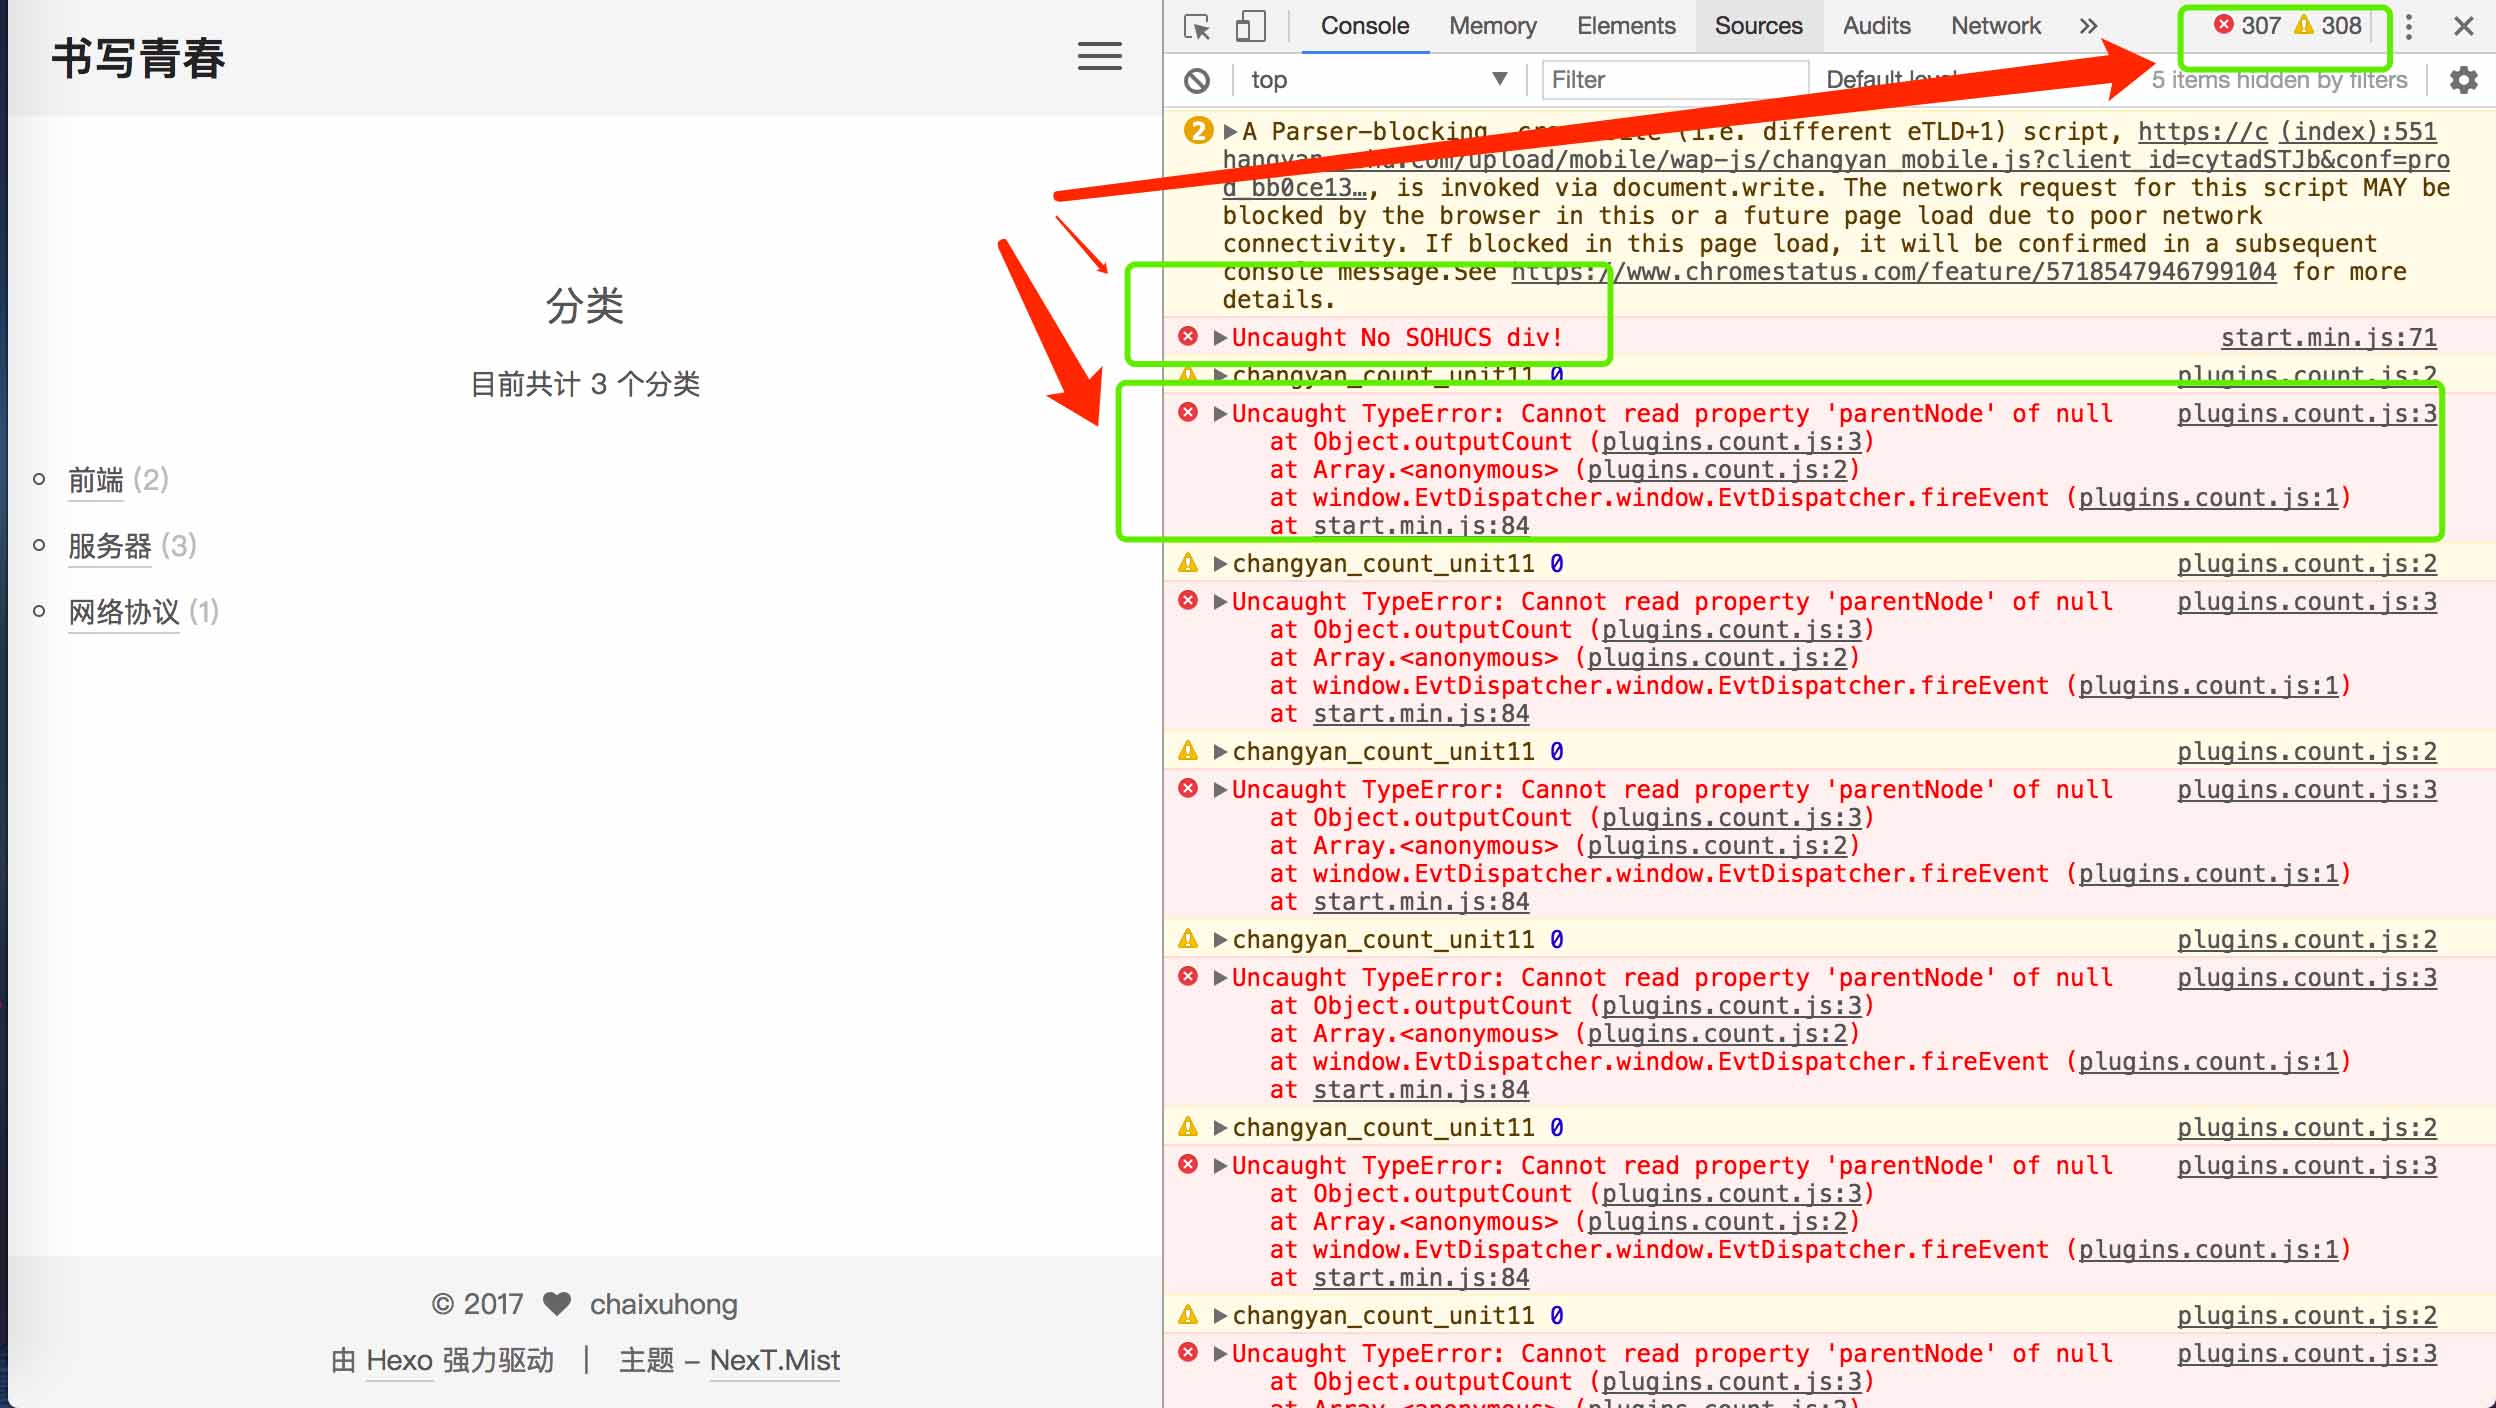 书写青春
分类
目前共计 3 个分类
前端 (2)
服务器 (3)
网络协议 (1)
© 2017 chaixuhong
由 Hexo 强力驱动 | 主题 - NexT.Mist
Console Memory Elements Sources Audits Network » 307 308
top Filter Default 5 items hidden by filters
2 A Parser-blocking, (i.e. different eTLD+1) script, https://c (index):551
.com/upload/mobile/wap-js/changyan_mobile.js?client_id=cytadSTJb&conf=pro
d_bb0ce13…, is invoked via document.write. The network request for this script MAY be
blocked by the browser in this or a future page load due to poor network
connectivity. If blocked in this page load, it will be confirmed in a subsequent
console message.See https://www.chromestatus.com/feature/5718547946799104 for more
details.
Uncaught No SOHUCS div! start.min.js:71
changyan_count_unit11 0 plugins.count.js:2
Uncaught TypeError: Cannot read property 'parentNode' of null plugins.count.js:3
at Object.outputCount (plugins.count.js:3)
at Array.<anonymous> (plugins.count.js:2)
at window.EvtDispatcher.window.EvtDispatcher.fireEvent (plugins.count.js:1)
at start.min.js:84
changyan_count_unit11 0 plugins.count.js:2
Uncaught TypeError: Cannot read property 'parentNode' of null plugins.count.js:3
at Object.outputCount (plugins.count.js:3)
at Array.<anonymous> (plugins.count.js:2)
at window.EvtDispatcher.window.EvtDispatcher.fireEvent (plugins.count.js:1)
at start.min.js:84
changyan_count_unit11 0 plugins.count.js:2
Uncaught TypeError: Cannot read property 'parentNode' of null plugins.count.js:3
at Object.outputCount (plugins.count.js:3)
at Array.<anonymous> (plugins.count.js:2)
at window.EvtDispatcher.window.EvtDispatcher.fireEvent (plugins.count.js:1)
at start.min.js:84
changyan_count_unit11 0 plugins.count.js:2
Uncaught TypeError: Cannot read property 'parentNode' of null plugins.count.js:3
at Object.outputCount (plugins.count.js:3)
at Array.<anonymous> (plugins.count.js:2)
at window.EvtDispatcher.window.EvtDispatcher.fireEvent (plugins.count.js:1)
at start.min.js:84
changyan_count_unit11 0 plugins.count.js:2
Uncaught TypeError: Cannot read property 'parentNode' of null plugins.count.js:3
at Object.outputCount (plugins.count.js:3)
at Array.<anonymous> (plugins.count.js:2)
at window.EvtDispatcher.window.EvtDispatcher.fireEvent (plugins.count.js:1)
at start.min.js:84
changyan_count_unit11 0 plugins.count.js:2
Uncaught TypeError: Cannot read property 'parentNode' of null plugins.count.js:3
at Object.outputCount (plugins.count.js:3)
at Array.<anonymous> (plugins.count.js:2)